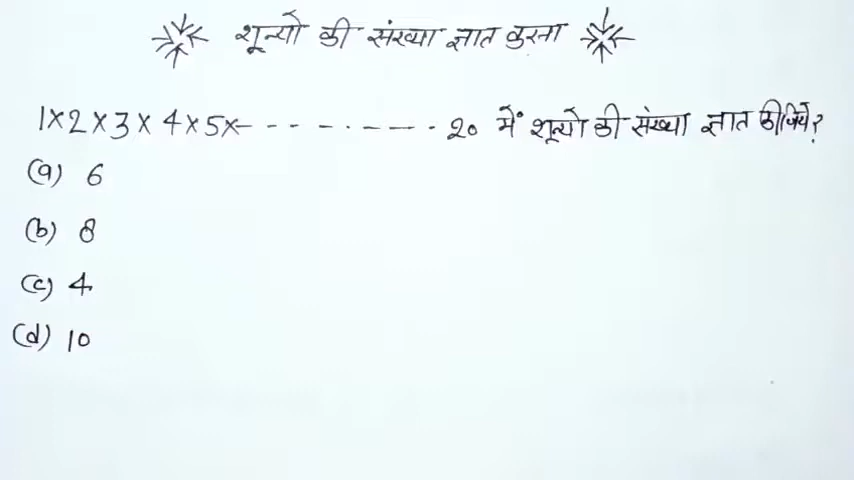 शून्यो की संख्या ज्ञात करना
1×2×3×4×5×- - - - - - - - 20 में शून्यो की संख्या ज्ञात कीजिये?
(a) 6
(b) 8
(c) 4
(d) 10